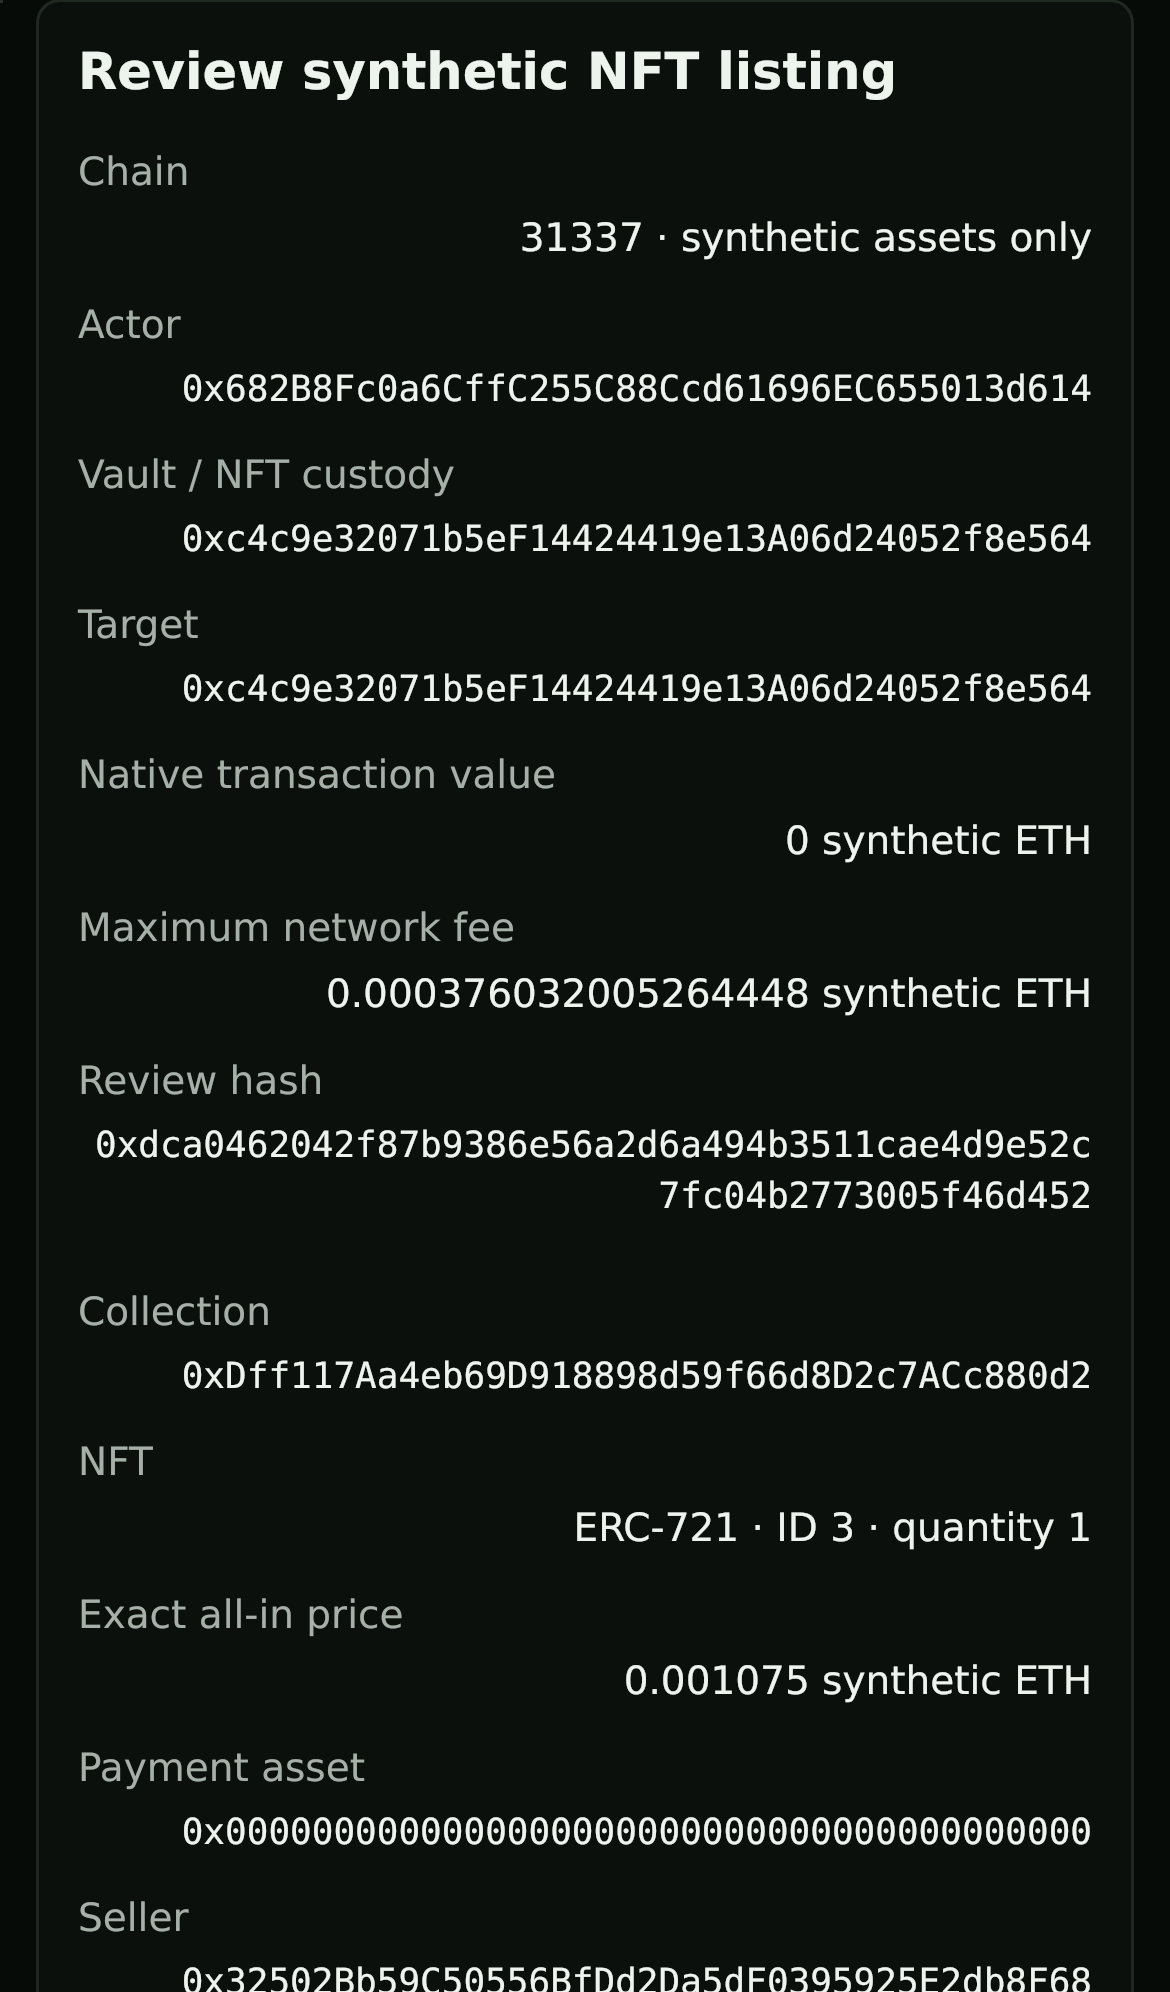 Review synthetic NFT listing
Chain
31337 · synthetic assets only
Actor
0x682B8Fc0a6CffC255C88Ccd61696EC655013d614
Vault / NFT custody
0xc4c9e32071b5eF14424419e13A06d24052f8e564
Target
0xc4c9e32071b5eF14424419e13A06d24052f8e564
Native transaction value
0 synthetic ETH
Maximum network fee
0.000376032005264448 synthetic ETH
Review hash
0xdca0462042f87b9386e56a2d6a494b3511cae4d9e52c
7fc04b2773005f46d452
Collection
0xDff117Aa4eb69D918898d59f66d8D2c7ACc880d2
NFT
ERC-721 · ID 3 · quantity 1
Exact all-in price
0.001075 synthetic ETH
Payment asset
0x0000000000000000000000000000000000000000
Seller
0x32502Bb59C50556BfDd2Da5dF0395925E2db8F68